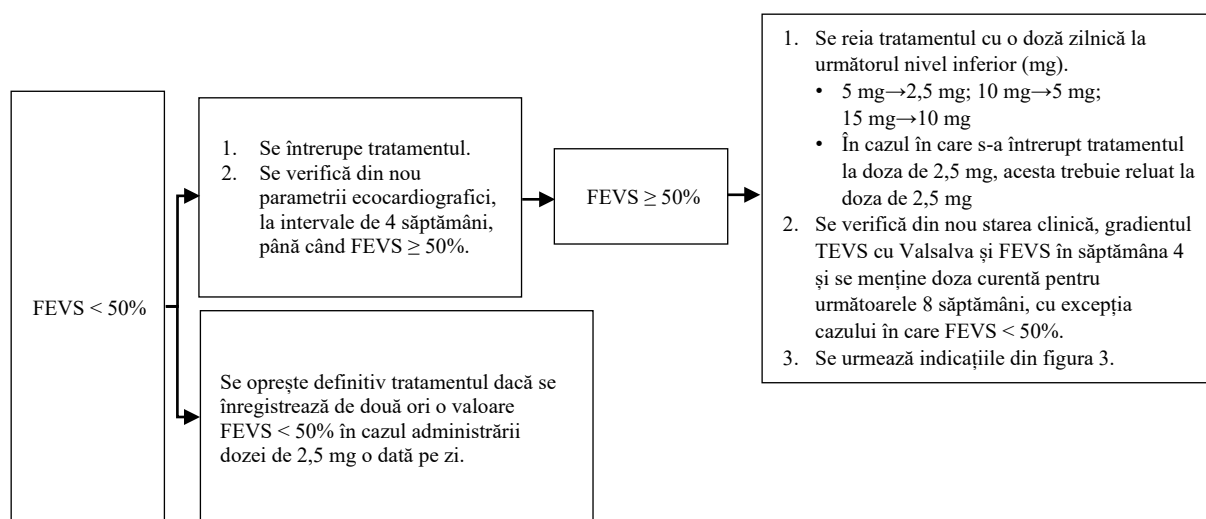 FEVS < 50%
1. Se întrerupe tratamentul.
2. Se verifică din nou
parametrii ecocardiografici,
la intervale de 4 săptămâni,
până când FEVS ≥ 50%.
FEVS ≥ 50%
1. Se reia tratamentul cu o doză zilnică la
următorul nivel inferior (mg).
• 5 mg→2,5 mg; 10 mg→5 mg;
15 mg→10 mg
• În cazul în care s-a întrerupt tratamentul
la doza de 2,5 mg, acesta trebuie reluat la
doza de 2,5 mg
2. Se verifică din nou starea clinică, gradientul
TEVS cu Valsalva și FEVS în săptămâna 4
și se menține doza curentă pentru
următoarele 8 săptămâni, cu excepția
cazului în care FEVS < 50%.
3. Se urmează indicațiile din figura 3.
Se oprește definitiv tratamentul dacă se
înregistrează de două ori o valoare
FEVS < 50% în cazul administrării
dozei de 2,5 mg o dată pe zi.